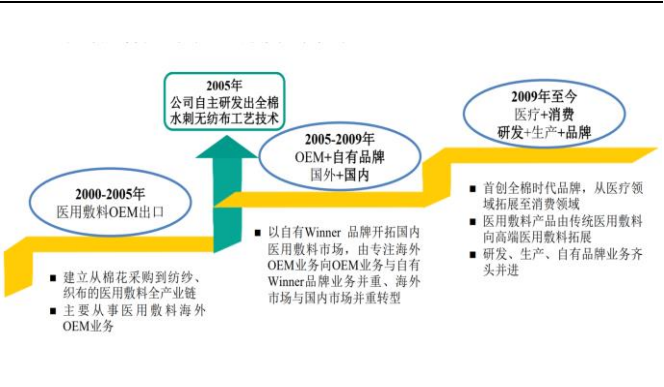 2000-2005年
医用敷料OEM出口
■ 建立从棉花采购到纺纱、
织布的医用敷料全产业链
■ 主要从事医用敷料海外
OEM业务
2005年
公司自主研发出全棉
水刺无纺布工艺技术
2005-2009年
OEM+自有品牌
国外+国内
■ 以自有Winner 品牌开拓国内
医用敷料市场，由专注海外
OEM业务向OEM业务与自有
Winner品牌业务并重、海外
市场与国内市场并重转型
2009年至今
医疗+消费
研发+生产+品牌
■ 首创全棉时代品牌，从医疗领
域拓展至消费领域
■ 医用敷料产品由传统医用敷料
向高端医用敷料拓展
■ 研发、生产、自有品牌业务齐
头并进